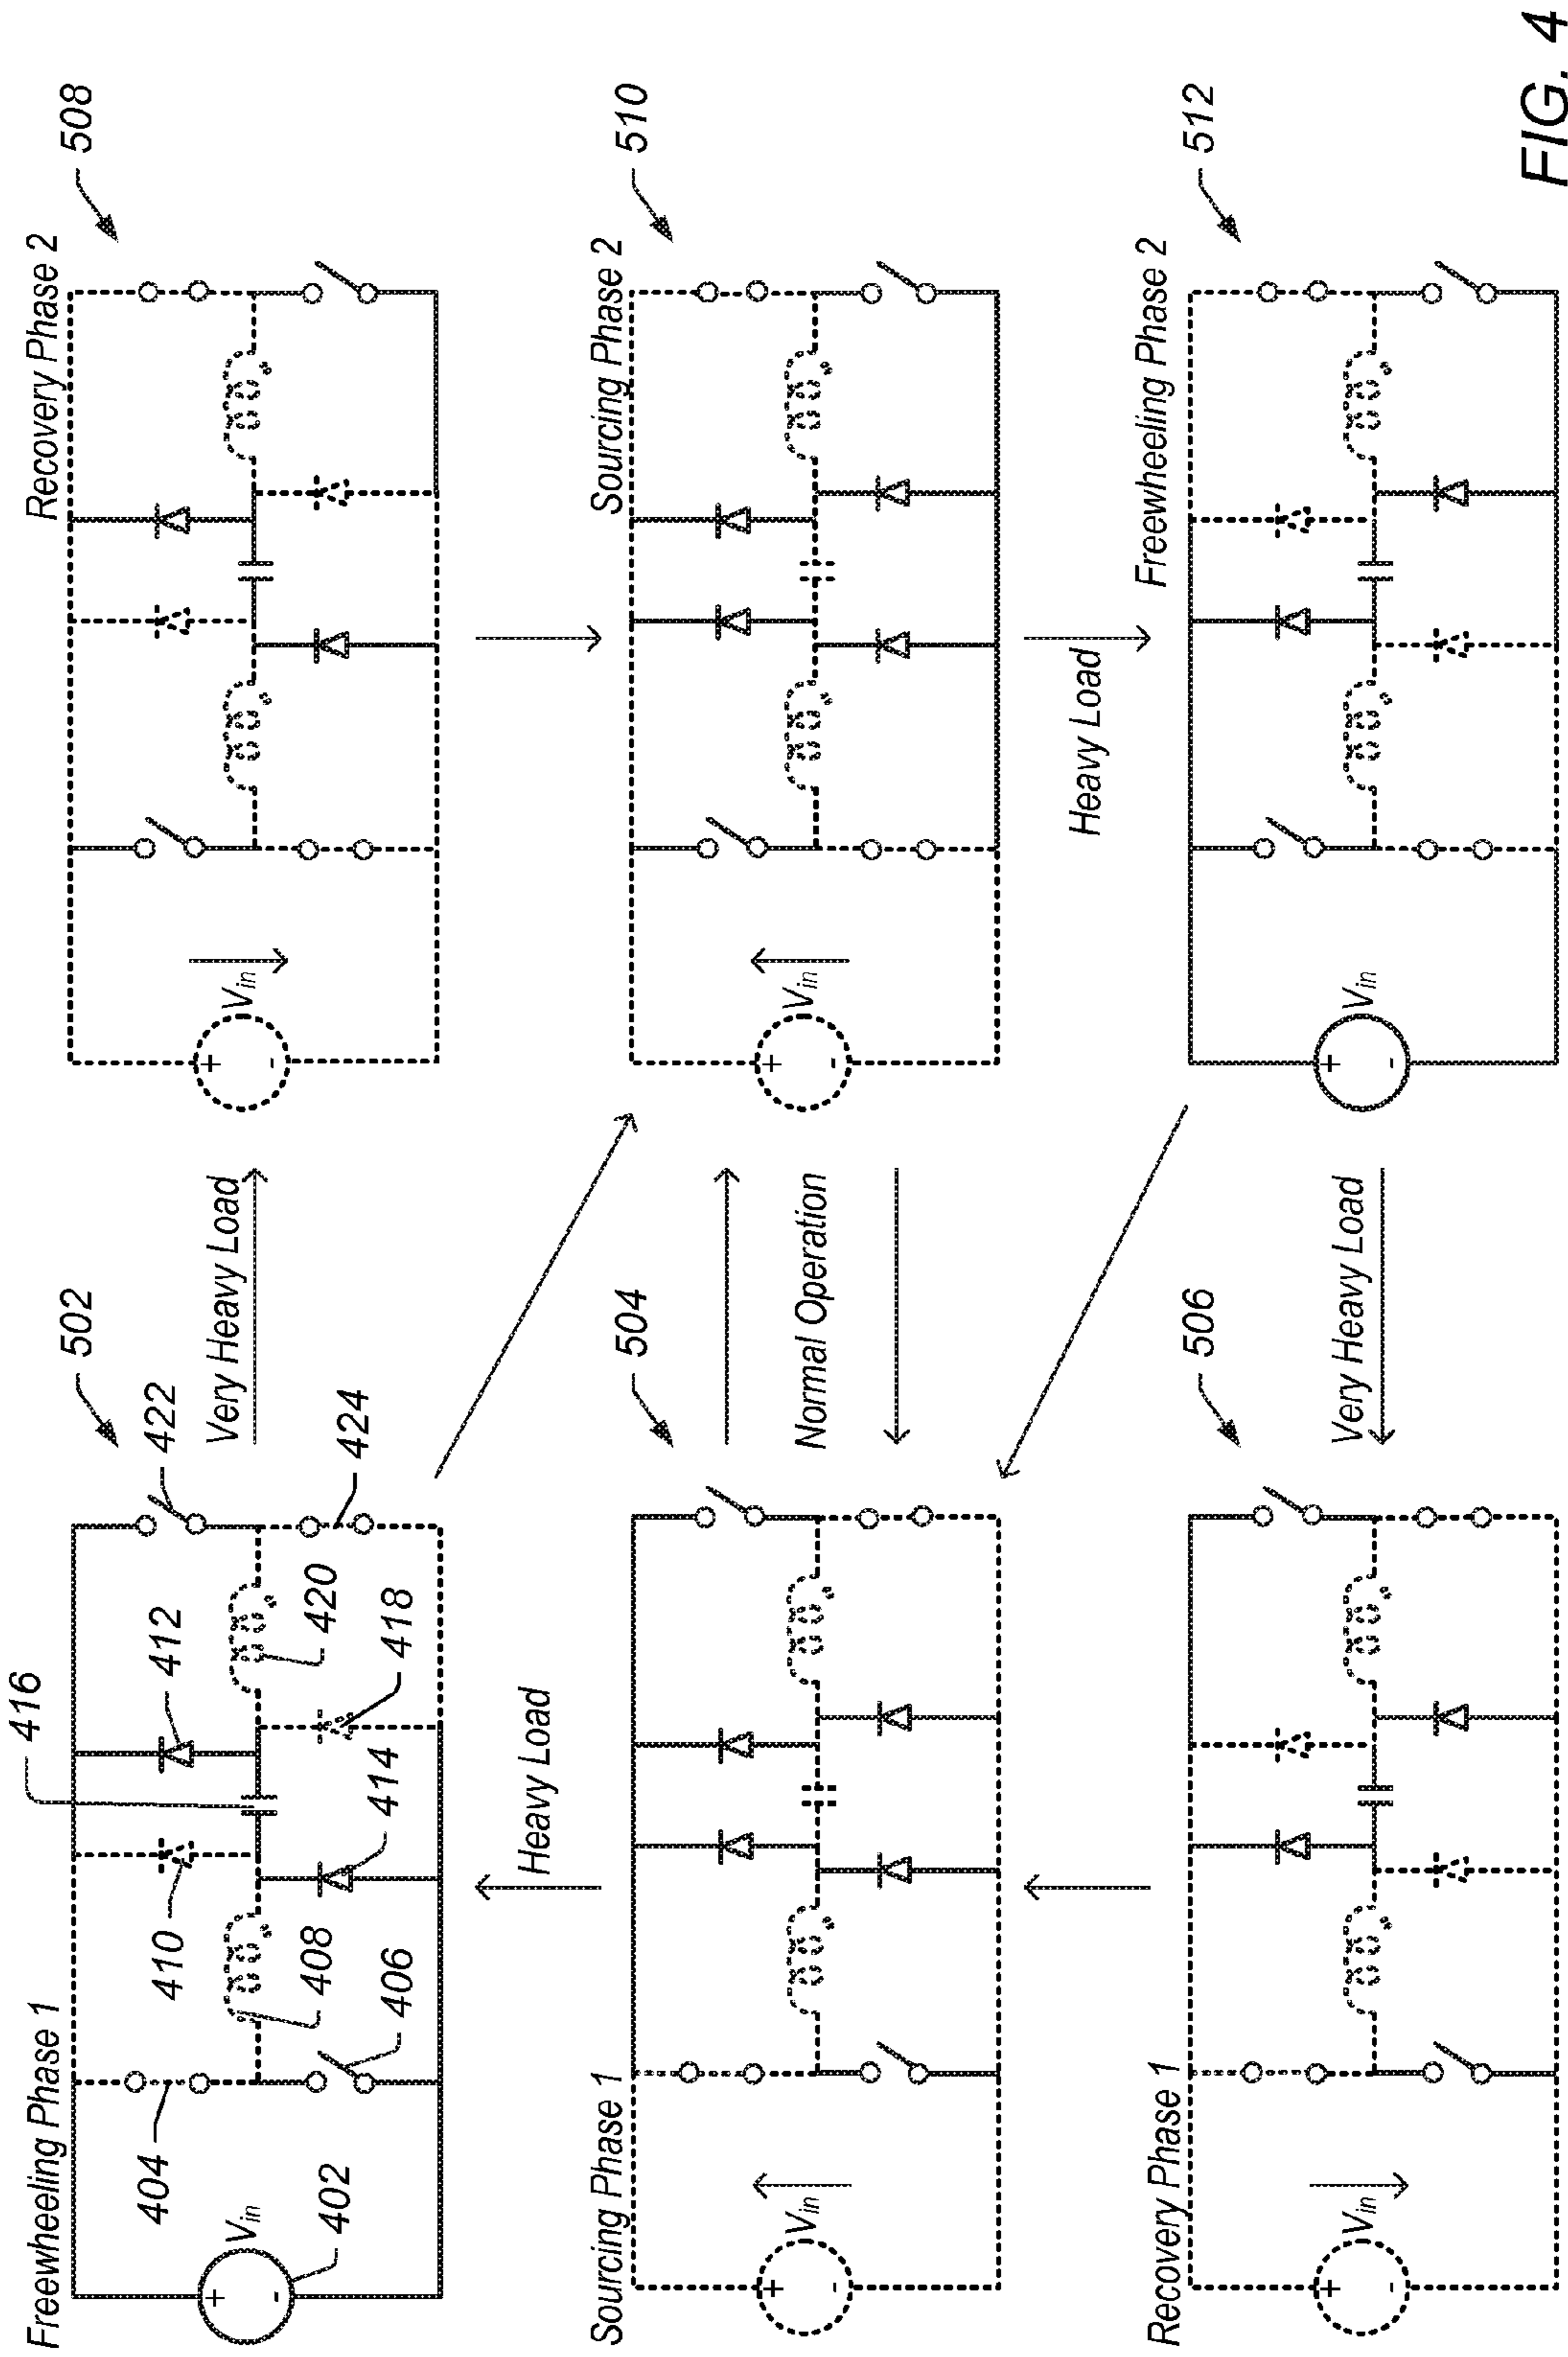 Freewheeling Phase 1
502
416
410
412
422
404
408
420
424
406
414
418
402
+
-
Vin
Very Heavy Load
Recovery Phase 2
508
+
-
Vin
Heavy Load
Sourcing Phase 1
504
+
-
Vin
Normal Operation
Sourcing Phase 2
510
+
-
Vin
Heavy Load
Recovery Phase 1
506
+
-
Vin
Very Heavy Load
Freewheeling Phase 2
512
+
-
Vin
FIG. 4